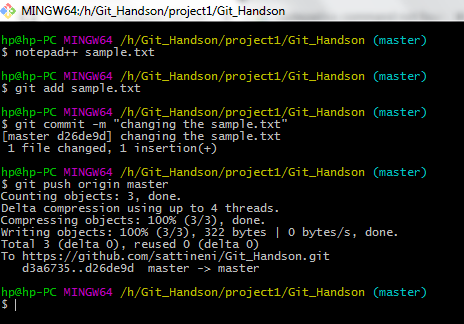 MINGW64:/h/Git_Handson/project1/Git_Handson
hp@hp-PC MINGW64 /h/Git_Handson/project1/Git_Handson (master)
$ notepad++ sample.txt
hp@hp-PC MINGW64 /h/Git_Handson/project1/Git_Handson (master)
$ git add sample.txt
hp@hp-PC MINGW64 /h/Git_Handson/project1/Git_Handson (master)
$ git commit -m "changing the sample.txt"
[master d26de9d] changing the sample.txt
 1 file changed, 1 insertion(+)
hp@hp-PC MINGW64 /h/Git_Handson/project1/Git_Handson (master)
$ git push origin master
Counting objects: 3, done.
Delta compression using up to 4 threads.
Compressing objects: 100% (3/3), done.
Writing objects: 100% (3/3), 322 bytes | 0 bytes/s, done.
Total 3 (delta 0), reused 0 (delta 0)
To https://github.com/sattineni/Git_Handson.git
   d3a6735..d26de9d  master -> master
hp@hp-PC MINGW64 /h/Git_Handson/project1/Git_Handson (master)
$